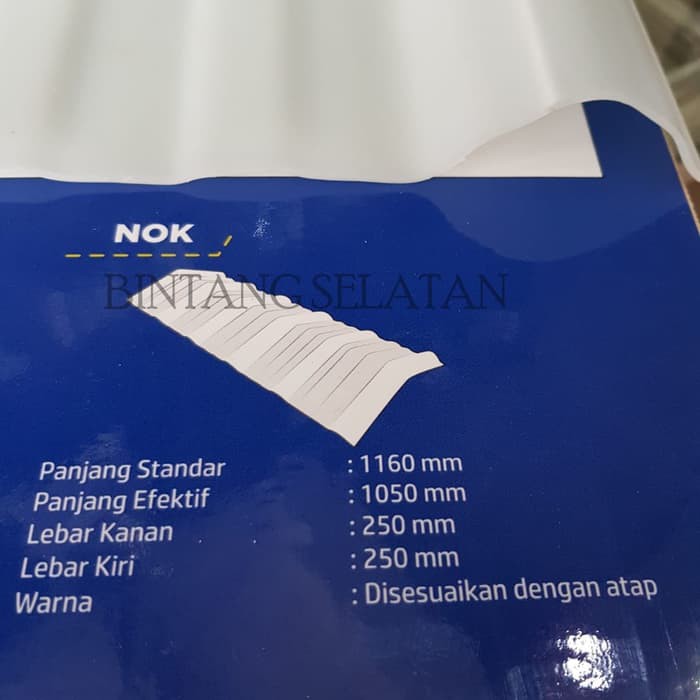 NOK
BINTANG SELATAN
Panjang Standar : 1160 mm
Panjang Efektif : 1050 mm
Lebar Kanan : 250 mm
Lebar Kiri : 250 mm
Warna : Disesuaikan dengan atap